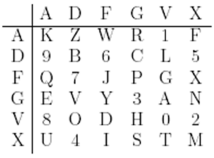 A D F G V X
A K Z W R 1 F
D 9 B 6 C L 5
F Q 7 J P G X
G E V Y 3 A N
V 8 O D H 0 2
X U 4 I S T M